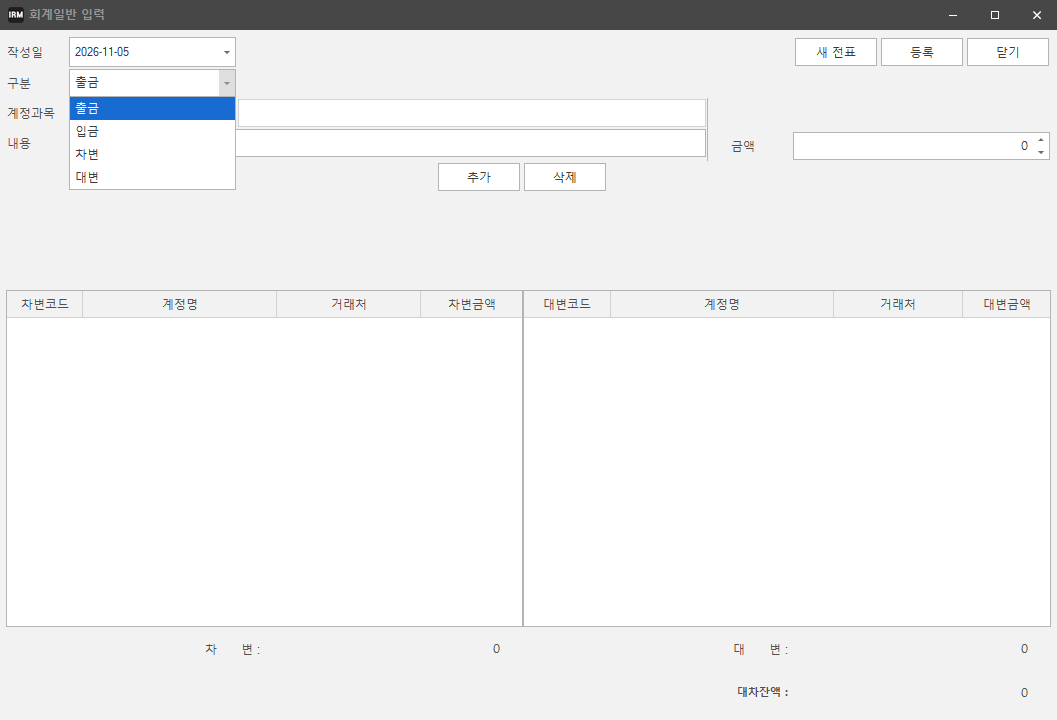 IRM 회계일반 입력
작성일 2026-11-05 새 전표 등록 닫기
구분 출금
출금
계정과목
입금
내용 금액 0
차변
대변
추가 삭제
차변코드 계정명 거래처 차변금액 대변코드 계정명 거래처 대변금액
차 변 : 0 대 변 : 0
대차잔액 : 0